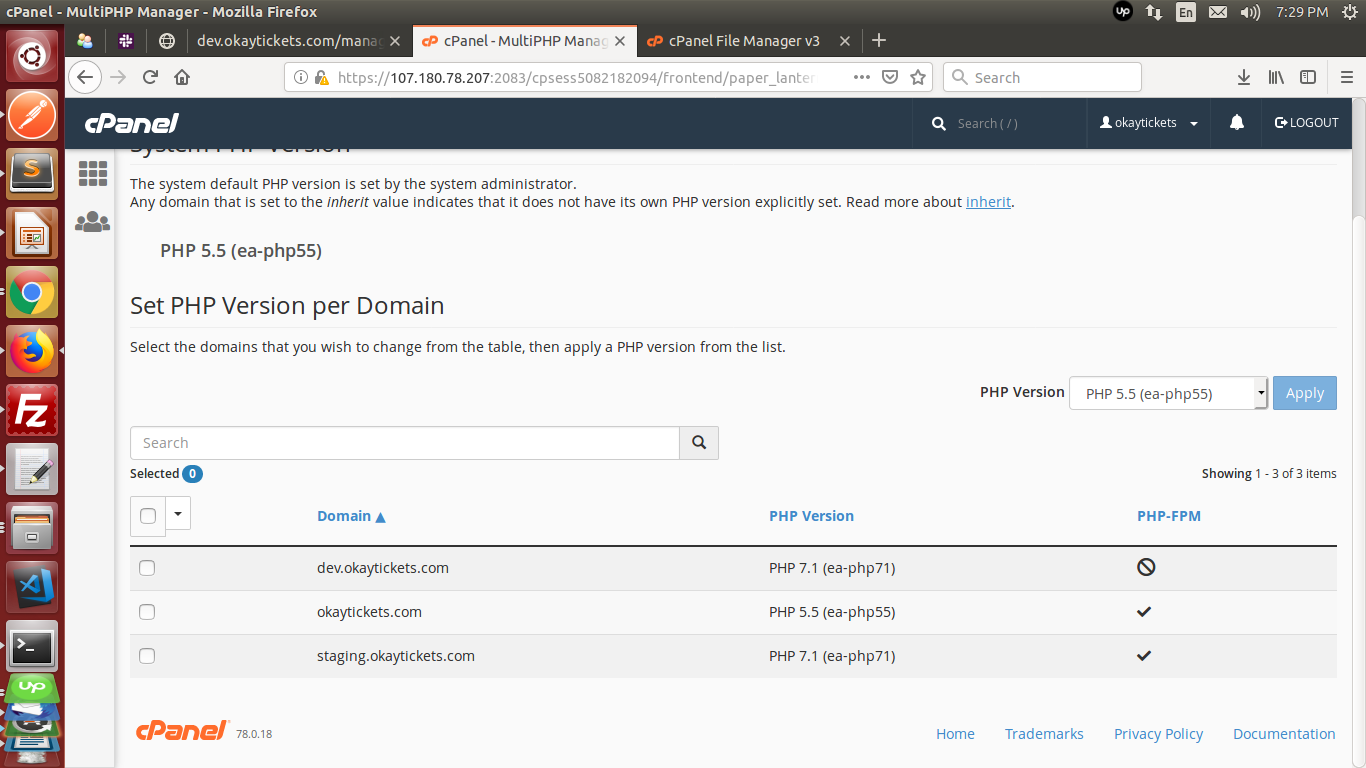 cPanel - MultiPHP Manager - Mozilla Firefox
up En 7:29 PM
dev.okaytickets.com/mana
cPanel - MultiPHP Manag
cPanel File Manager v3
https://107.180.78.207:2083/cpsess5082182094/frontend/paper_lanter
Search
cPanel
Search ( / )
okaytickets
LOGOUT
System PHP Version
The system default PHP version is set by the system administrator.
Any domain that is set to the inherit value indicates that it does not have its own PHP version explicitly set. Read more about inherit.
PHP 5.5 (ea-php55)
Set PHP Version per Domain
Select the domains that you wish to change from the table, then apply a PHP version from the list.
PHP Version PHP 5.5 (ea-php55) Apply
Search
Selected 0 Showing 1 - 3 of 3 items
Domain PHP Version PHP-FPM
dev.okaytickets.com PHP 7.1 (ea-php71)
okaytickets.com PHP 5.5 (ea-php55)
staging.okaytickets.com PHP 7.1 (ea-php71)
cPanel 78.0.18 Home Trademarks Privacy Policy Documentation
S
Fz
up